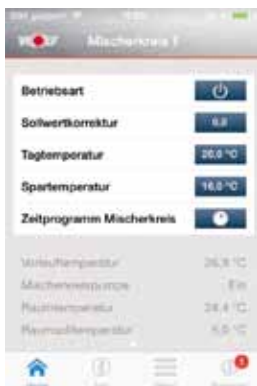 WOLF Mischerkreis 1
Betriebsart
Sollwertkorrektur 0,0
Tagtemperatur 20,0 °C
Spartemperatur 16,0 °C
Zeitprogramm Mischerkreis
Vorlauftemperatur 26,9 °C
Mischerkreispumpe Ein
Raumtemperatur 24,4 °C
Raumsolltemperatur 5,0 °C